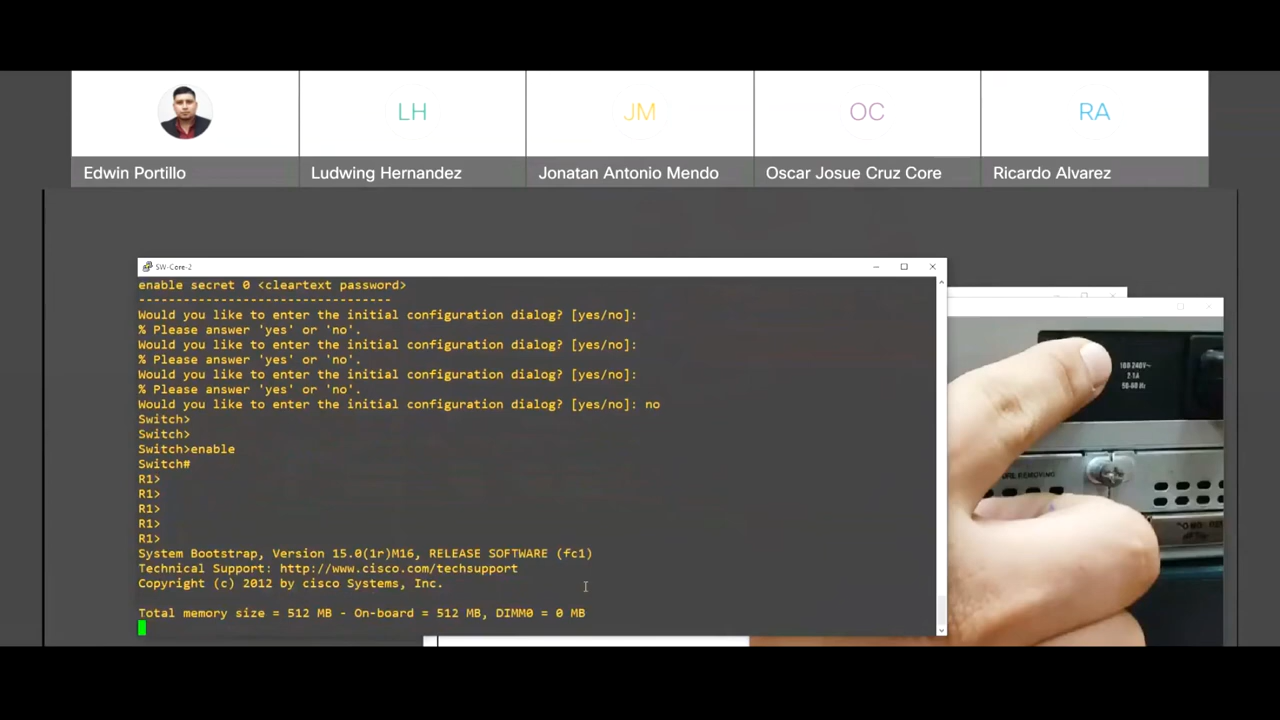 LH
JM
OC
RA
Edwin Portillo
Ludwing Hernandez
Jonatan Antonio Mendo
Oscar Josue Cruz Core
Ricardo Alvarez
SW-Core-2
enable secret 0 <cleartext password>
----------------------------------
Would you like to enter the initial configuration dialog? [yes/no]:
% Please answer 'yes' or 'no'.
Would you like to enter the initial configuration dialog? [yes/no]:
% Please answer 'yes' or 'no'.
Would you like to enter the initial configuration dialog? [yes/no]:
% Please answer 'yes' or 'no'.
Would you like to enter the initial configuration dialog? [yes/no]: no
Switch>
Switch>
Switch>enable
Switch#
R1>
R1>
R1>
R1>
R1>
System Bootstrap, Version 15.0(1r)M16, RELEASE SOFTWARE (fc1)
Technical Support: http://www.cisco.com/techsupport
Copyright (c) 2012 by cisco Systems, Inc.
Total memory size = 512 MB - On-board = 512 MB, DIMM0 = 0 MB
50-60 Hz
REMOVING
DO NOT